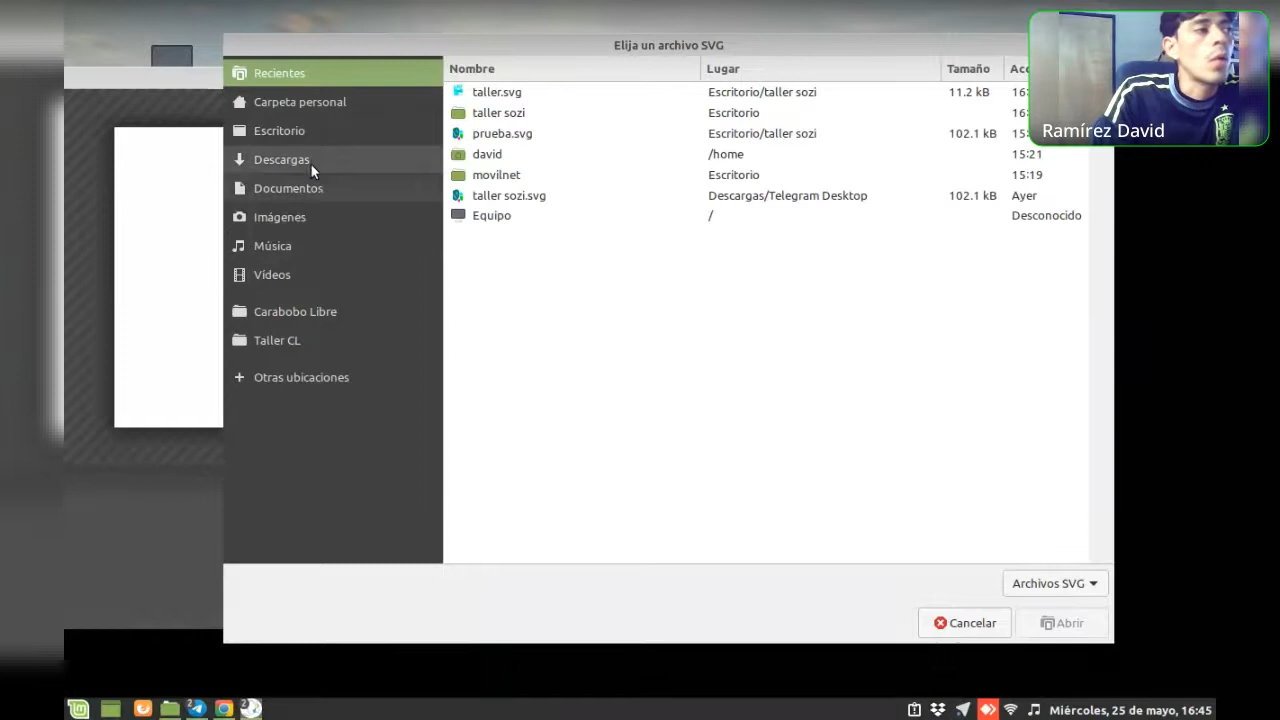 Elija un archivo SVG
Ramírez David
Recientes
Carpeta personal
Escritorio
Descargas
Documentos
Imágenes
Música
Vídeos
Carabobo Libre
Taller CL
Otras ubicaciones
Nombre Lugar Tamaño
taller.svg Escritorio/taller sozi 11.2 kB
taller sozi Escritorio
prueba.svg Escritorio/taller sozi 102.1 kB
david /home 15:21
movilnet Escritorio 15:19
taller sozi.svg Descargas/Telegram Desktop 102.1 kB Ayer
Equipo / Desconocido
Archivos SVG
Cancelar Abrir
2 2 Miércoles, 25 de mayo, 16:45